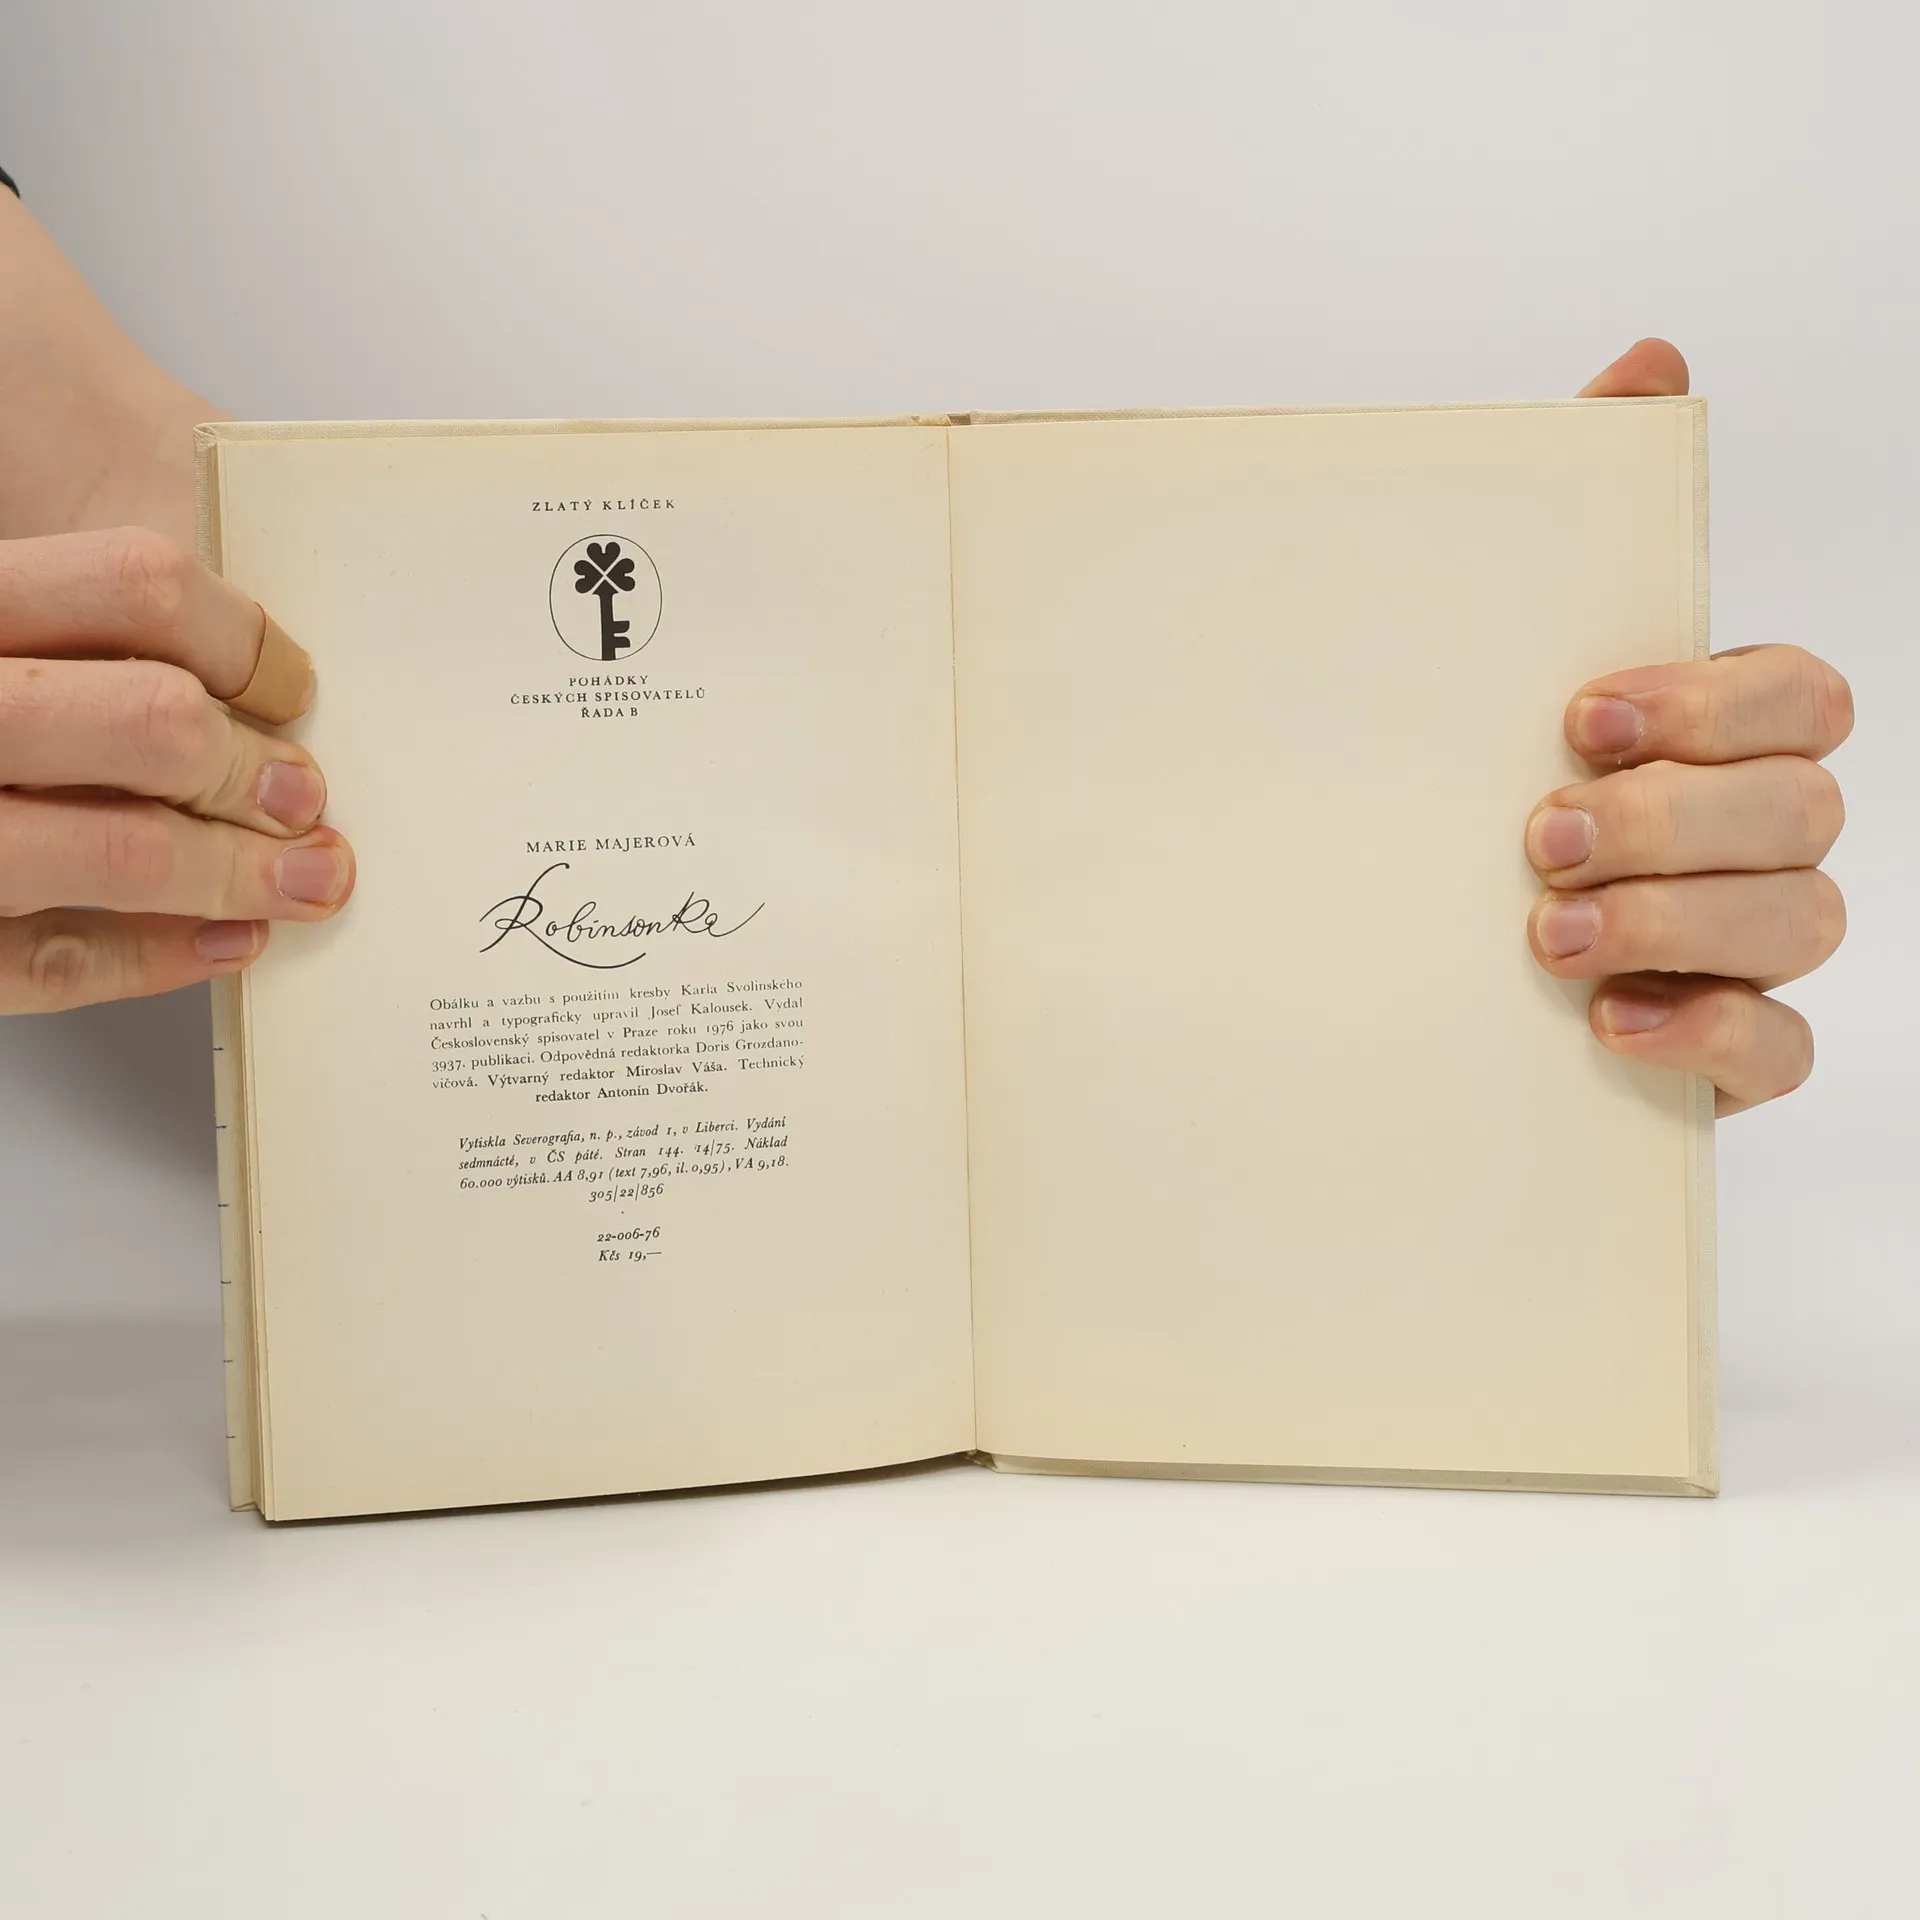 ZLATÝ KLÍČEK
POHÁDKY
ČESKÝCH SPISOVATELŮ
ŘADA B
MARIE MAJEROVÁ
Robinsonka
Obálku a vazbu s použitím kresby Karla Svolinského
navrhl a typograficky upravil Josef Kalousek. Vydal
Československý spisovatel v Praze roku 1976 jako svou
3937. publikaci. Odpovědná redaktorka Doris Grozdano-
vičová. Výtvarný redaktor Miroslav Váša. Technický
redaktor Antonín Dvořák.
Vytiskla Severografia, n. p., závod 1, v Liberci. Vydání
sedmnácté, v ČS páté. Stran 144. 14/75. Náklad
60.000 výtisků. AA 8,91 (text 7,96, il. 0,95), VA 9,18.
305/22/856
22-006-76
Kčs 19,—